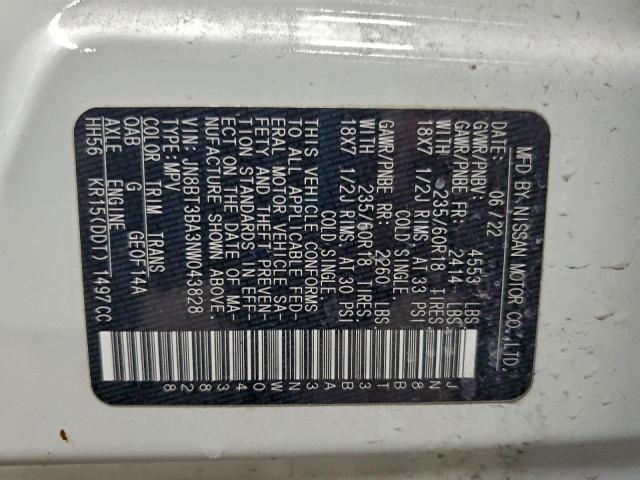 MFD BY NISSAN MOTOR CO.,LTD.
DATE: 06/22
GVWR/PNBV: 4553 LBS
GAWR/PNBE FR: 2414 LBS
WITH 235/60R18 TIRES,
18X7 1/2J RIMS, AT 33 PSI
COLD SINGLE
GAWR/PNBE RR: 2260 LBS
WITH 235/60R18 TIRES,
18X7 1/2J RIMS, AT 30 PSI
COLD SINGLE
THIS VEHICLE CONFORMS
TO ALL APPLICABLE FED-
ERAL MOTOR VEHICLE SA-
FETY AND THEFT PREVEN
TION STANDARDS IN EFF-
ECT ON THE DATE OF MA-
NUFACTURE SHOWN ABOVE.
VIN: JN8BT3BA3NW043828
TYPE:MPV
COLOR TRIM TRANS
QAB G GE0F14A
AXLE ENGINE
HH56 KR15(DDT) 1497CC
JN8BT3BA3NW043828